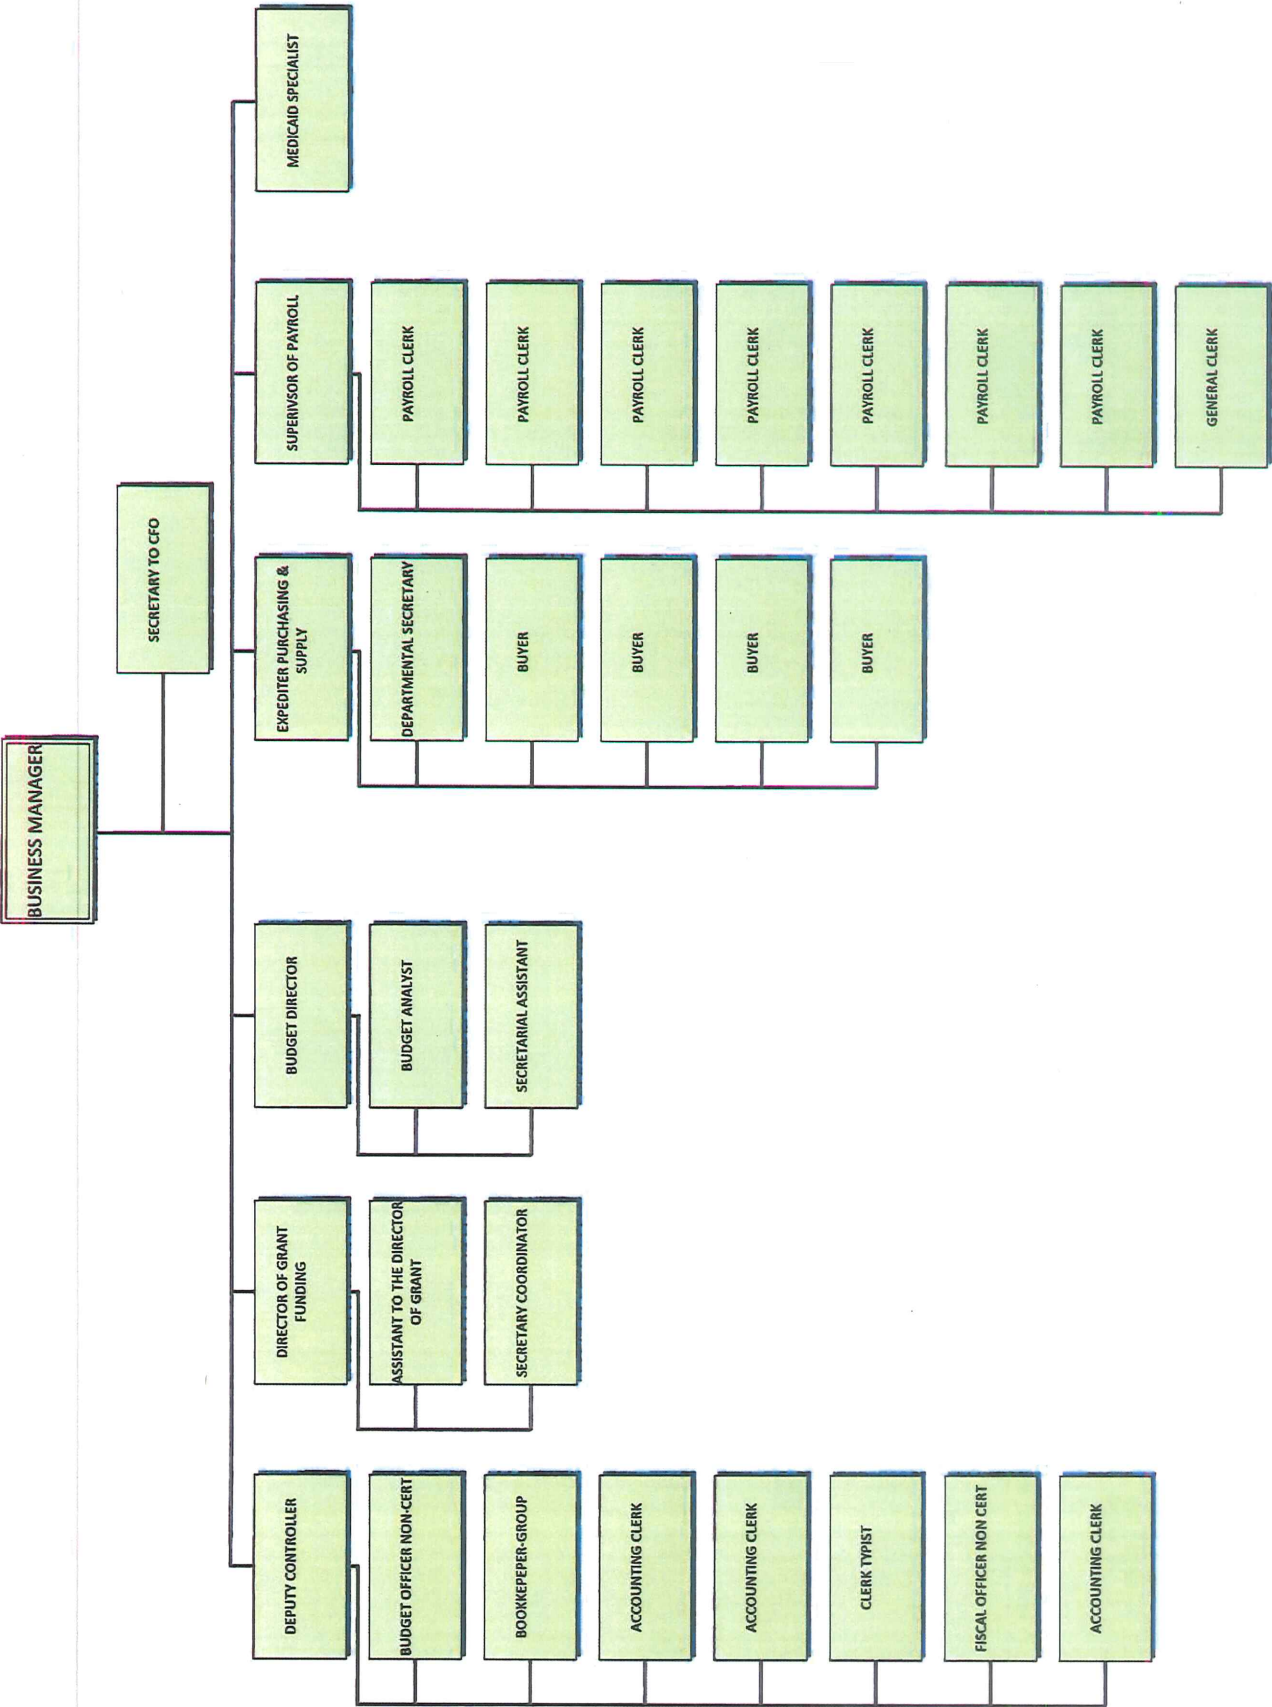 BUSINESS MANAGER
SECRETARY TO CFO
DEPUTY CONTROLLER
BUDGET OFFICER NON-CERT
BOOKKEPEPER-GROUP
ACCOUNTING CLERK
ACCOUNTING CLERK
CLERK TYPIST
FISCAL OFFICER NON CERT
ACCOUNTING CLERK
DIRECTOR OF GRANT
FUNDING
ASSISTANT TO THE DIRECTOR
OF GRANT
SECRETARY COORDINATOR
BUDGET DIRECTOR
BUDGET ANALYST
SECRETARIAL ASSISTANT
EXPEDITER PURCHASING &
SUPPLY
DEPARTMENTAL SECRETARY
BUYER
BUYER
BUYER
BUYER
SUPERIVSOR OF PAYROLL
PAYROLL CLERK
PAYROLL CLERK
PAYROLL CLERK
PAYROLL CLERK
PAYROLL CLERK
PAYROLL CLERK
PAYROLL CLERK
GENERAL CLERK
MEDICAID SPECIALIST